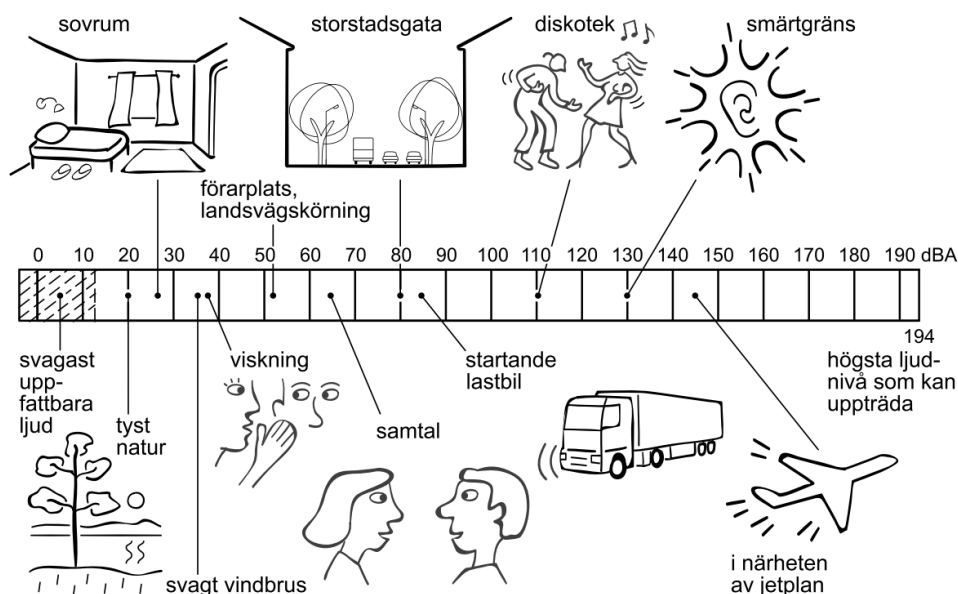 sovrum
storstadsgata
diskotek
smärtgräns
förarplats,
landsvägskörning
0 10 20 30 40 50 60 70 80 90 100 110 120 130 140 150 160 170 180 190 dBA
194
svagast
upp-
fattbara
ljud
tyst
natur
svagt vindbrus
viskning
samtal
startande
lastbil
i närheten
av jetplan
högsta ljud-
nivå som kan
uppträda